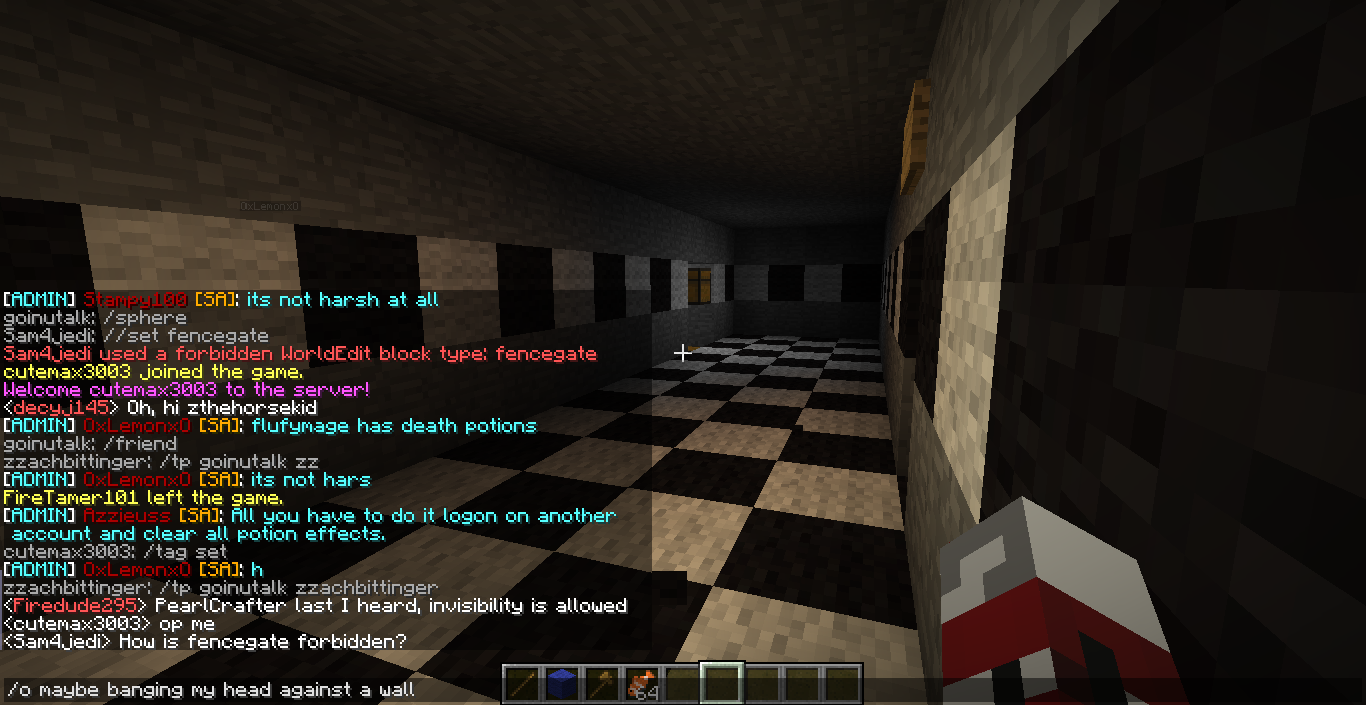 0xLemonx0
[ADMIN] Stampy100 [SA]: its not harsh at all
goinutalk: /sphere
Sam4jedi: //set fencegate
Sam4jedi used a forbidden WorldEdit block type: fencegate
cutemax3003 joined the game.
Welcome cutemax3003 to the server!
<decyj145> Oh, hi zthehorsekid
[ADMIN] 0xLemonx0 [SA]: flufymage has death potions
goinutalk: /friend
zzachbittinger: /tp goinutalk zz
[ADMIN] 0xLemonx0 [SA]: its not hars
FireTamer101 left the game.
[ADMIN] Azzieuss [SA]: All you have to do it logon on another
account and clear all potion effects.
cutemax3003: /tag set
[ADMIN] 0xLemonx0 [SA]: h
zzachbittinger: /tp goinutalk zzachbittinger
<Firedude295> PearlCrafter last I heard, invisibility is allowed
<cutemax3003> op me
<Sam4jedi> How is fencegate forbidden?
/o maybe banging my head against a wall
64